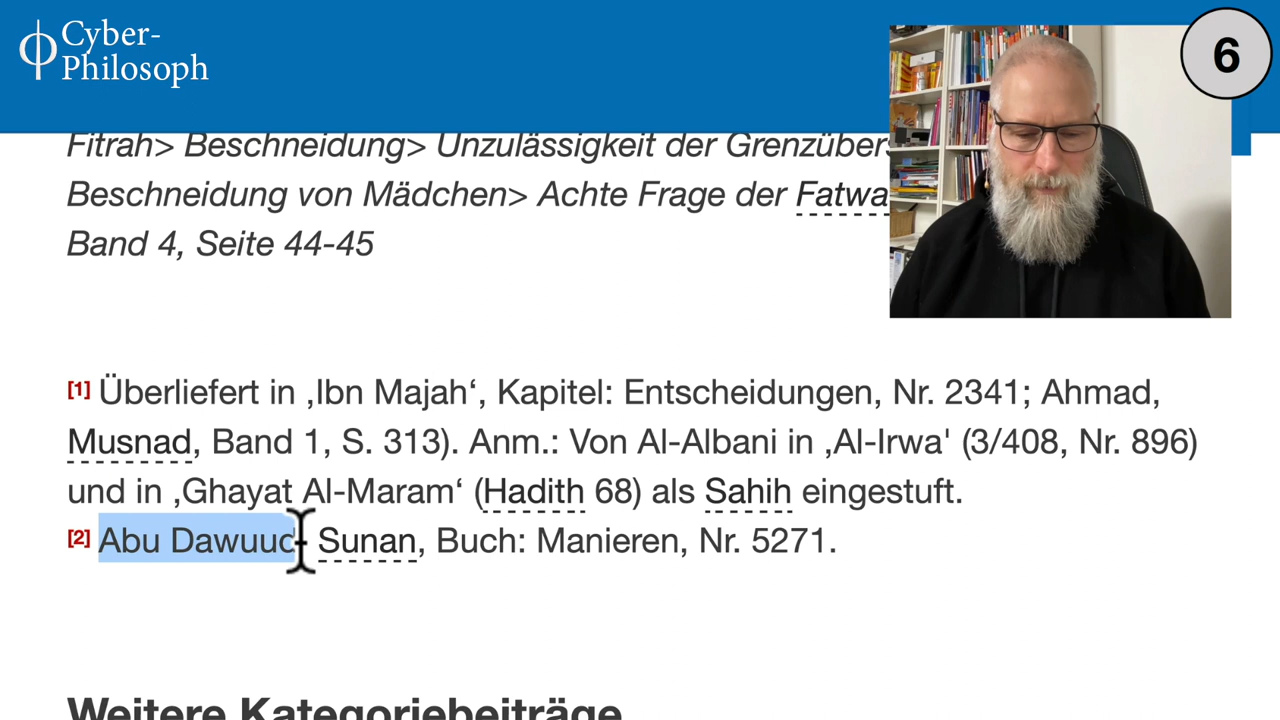 Cyber-
Philosoph
6
Fitrah> Beschneidung> Unzulässigkeit der
Beschneidung von Mädchen> Achte Frage der Fatwa
Band 4, Seite 44-45
[1] Überliefert in ‚Ibn Majah‘, Kapitel: Entscheidungen, Nr. 2341; Ahmad,
Musnad, Band 1, S. 313). Anm.: Von Al-Albani in ‚Al-Irwa' (3/408, Nr. 896)
und in ‚Ghayat Al-Maram‘ (Hadith 68) als Sahih eingestuft.
[2] Abu Dawuud- Sunan, Buch: Manieren, Nr. 5271.
Weitere Kategoriebeiträge